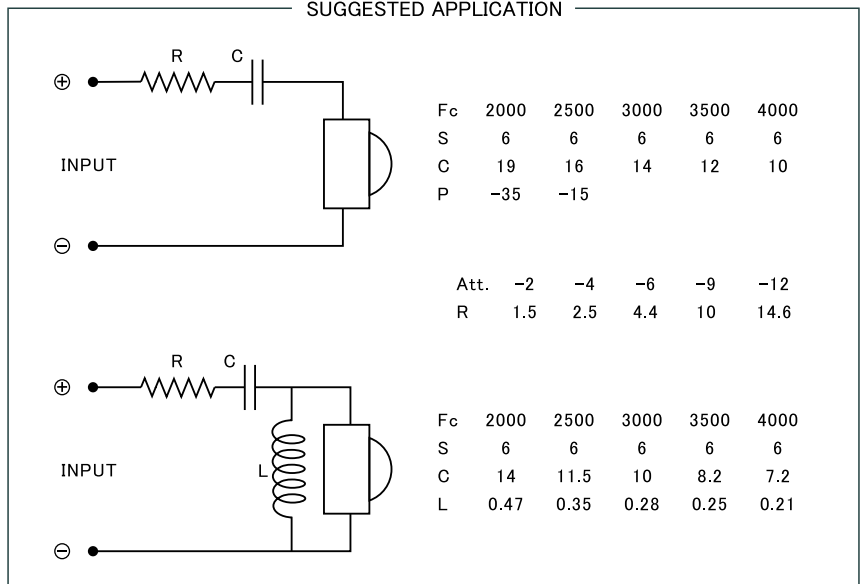 SUGGESTED APPLICATION
R C
⊕
INPUT
⊖
Fc 2000 2500 3000 3500 4000
S 6 6 6 6 6
C 19 16 14 12 10
P −35 −15
Att. −2 −4 −6 −9 −12
R 1.5 2.5 4.4 10 14.6
R C
⊕
L
INPUT
⊖
Fc 2000 2500 3000 3500 4000
S 6 6 6 6 6
C 14 11.5 10 8.2 7.2
L 0.47 0.35 0.28 0.25 0.21